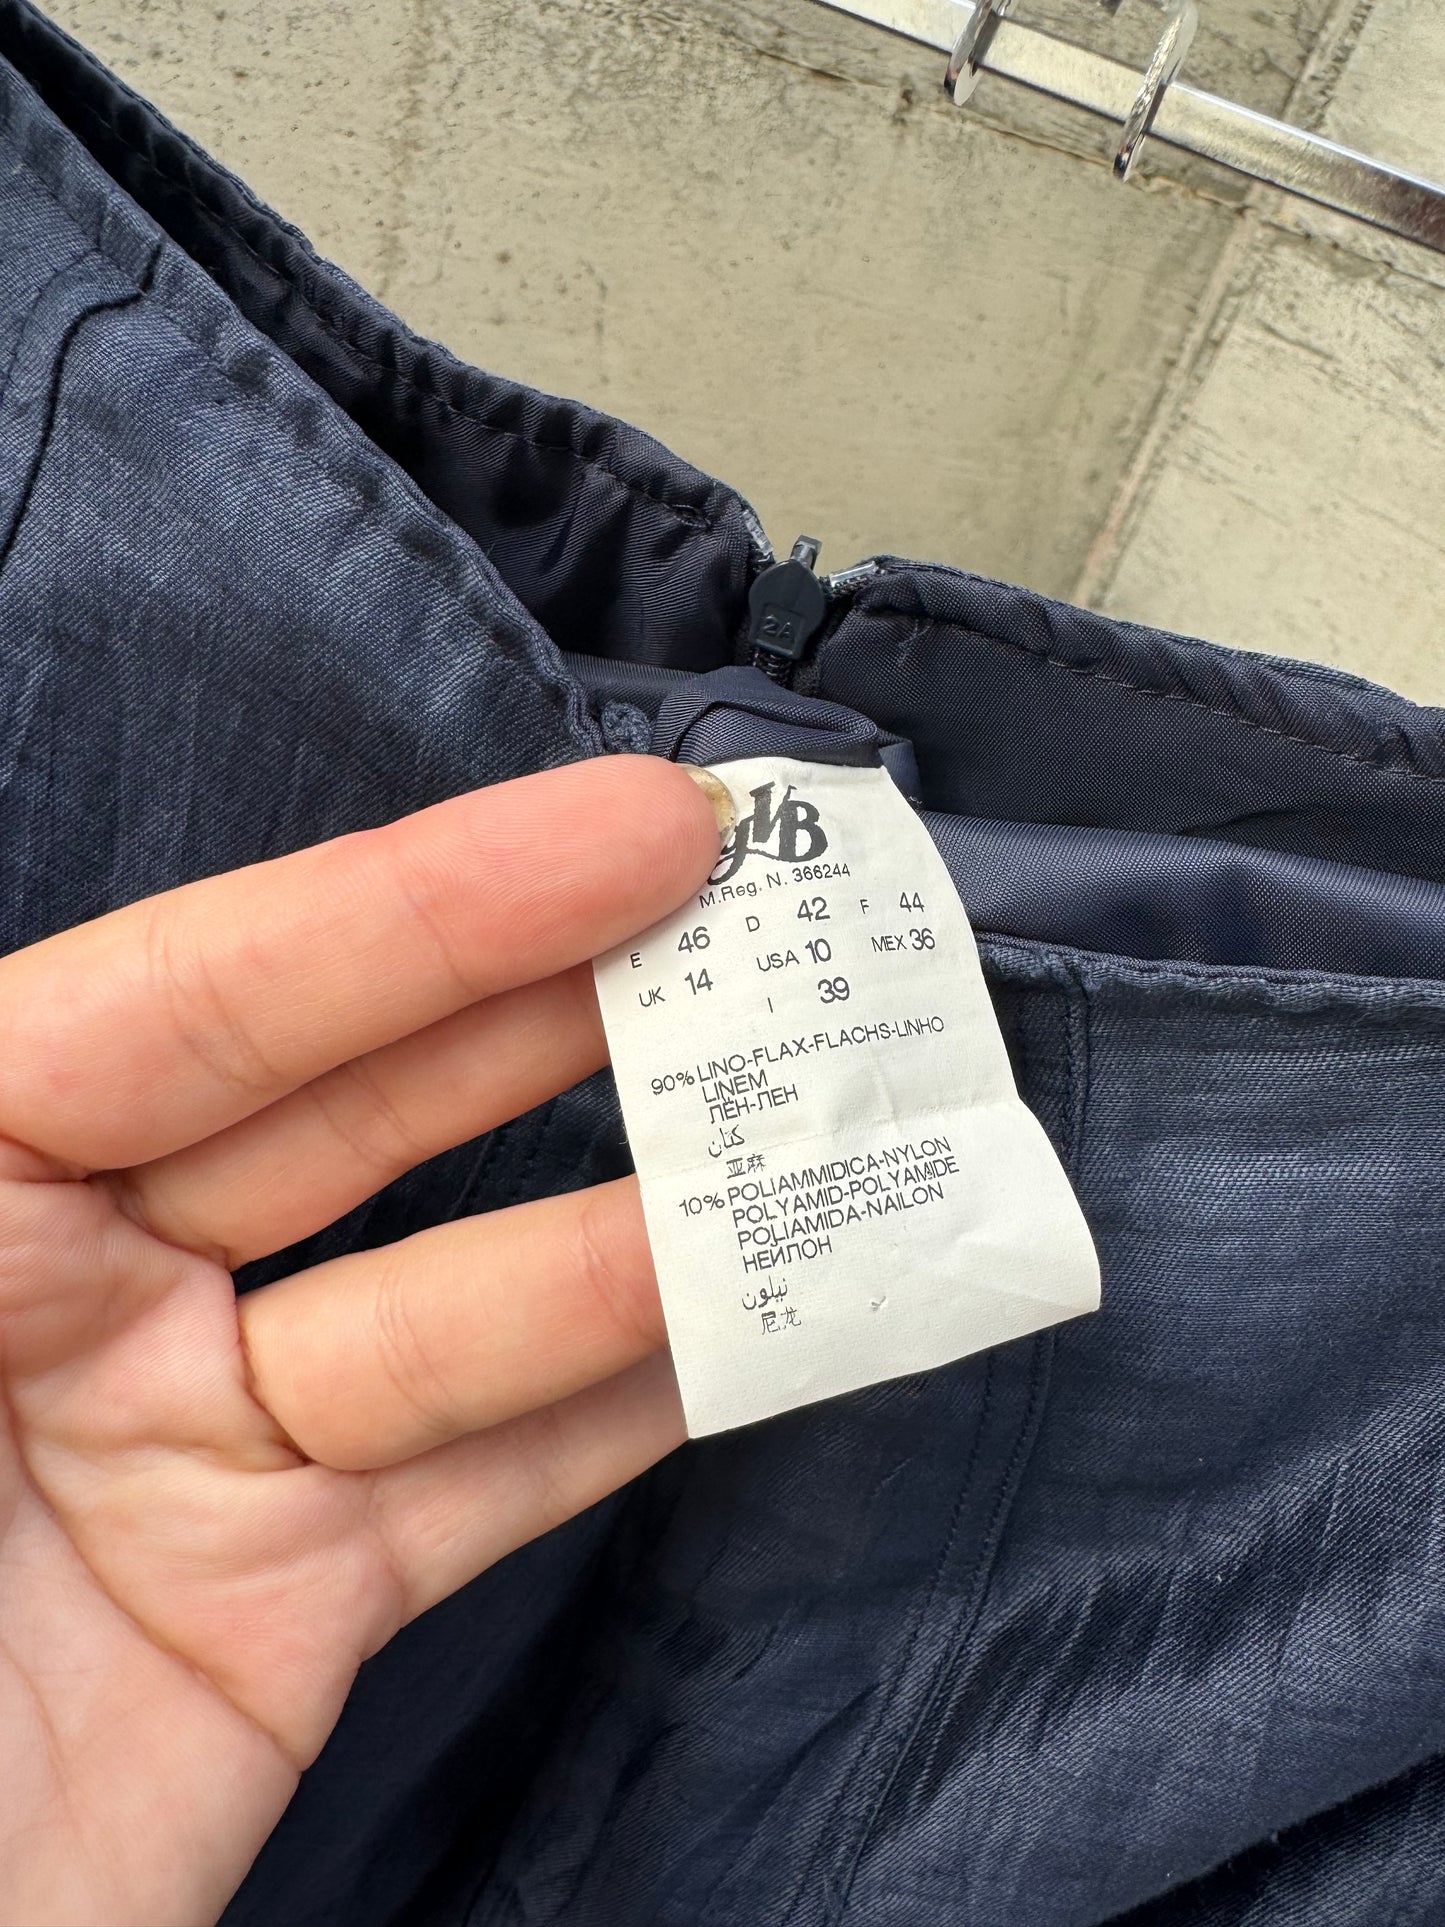 2A
yVB
M.Reg. N. 366244
E 46 D 42 F 44
UK 14 USA 10 MEX 36
I 39
90% LINO-FLAX-FLACHS-LINHO
LINEM
ЛЁН-ЛЕН
كتان
亚麻
10% POLIAMMIDICA-NYLON
POLYAMID-POLYAMIDE
POLIAMIDA-NAILON
НЕЙЛОН
نيلون
尼龙